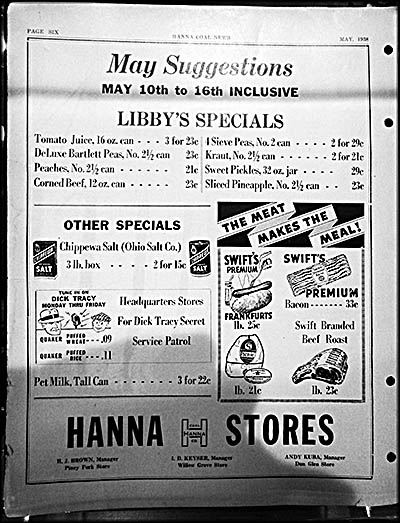 PAGE SIX
HANNA COAL NEWS
MAY, 1938
May Suggestions
MAY 10th to 16th INCLUSIVE
LIBBY'S SPECIALS
Tomato Juice, 16 oz. can - - - 3 for 23c
DeLuxe Bartlett Peas, No. 2½ can 23c
Peaches, No. 2½ can - - - - - - 21c
Corned Beef, 12 oz. can - - - - 23c
4 Sieve Peas, No. 2 can - - - - 2 for 29c
Kraut, No. 2½ can - - - - - 2 for 21c
Sweet Pickles, 32 oz. jar - - - - 29c
Sliced Pineapple, No. 2½ can - - 23c
OTHER SPECIALS
Chippewa Salt (Ohio Salt Co.)
3 lb. box - - - - 2 for 15c
SALT
SALT
TUNE IN ON
DICK TRACY
MONDAY THRU FRIDAY
QUAKER PUFFED WHEAT - - - .09
QUAKER PUFFED RICE - - - - .11
Headquarters Stores
For Dick Tracy Secret
Service Patrol
Pet Milk, Tall Can - - - - - - - - 3 for 22c
THE MEAT
MAKES THE
MEAL!
SWIFT'S
PREMIUM
FRANKFURTS
lb. 25c
lb. 21c
SWIFT'S
PREMIUM
Bacon - - - - - - 33c
Swift Branded
Beef Roast
lb. 23c
HANNA
HANNA
STORES
H. J. BROWN, Manager
Piney Fork Store
I. D. KEYSER, Manager
Willow Grove Store
ANDY KUBA, Manager
Dun Glen Store